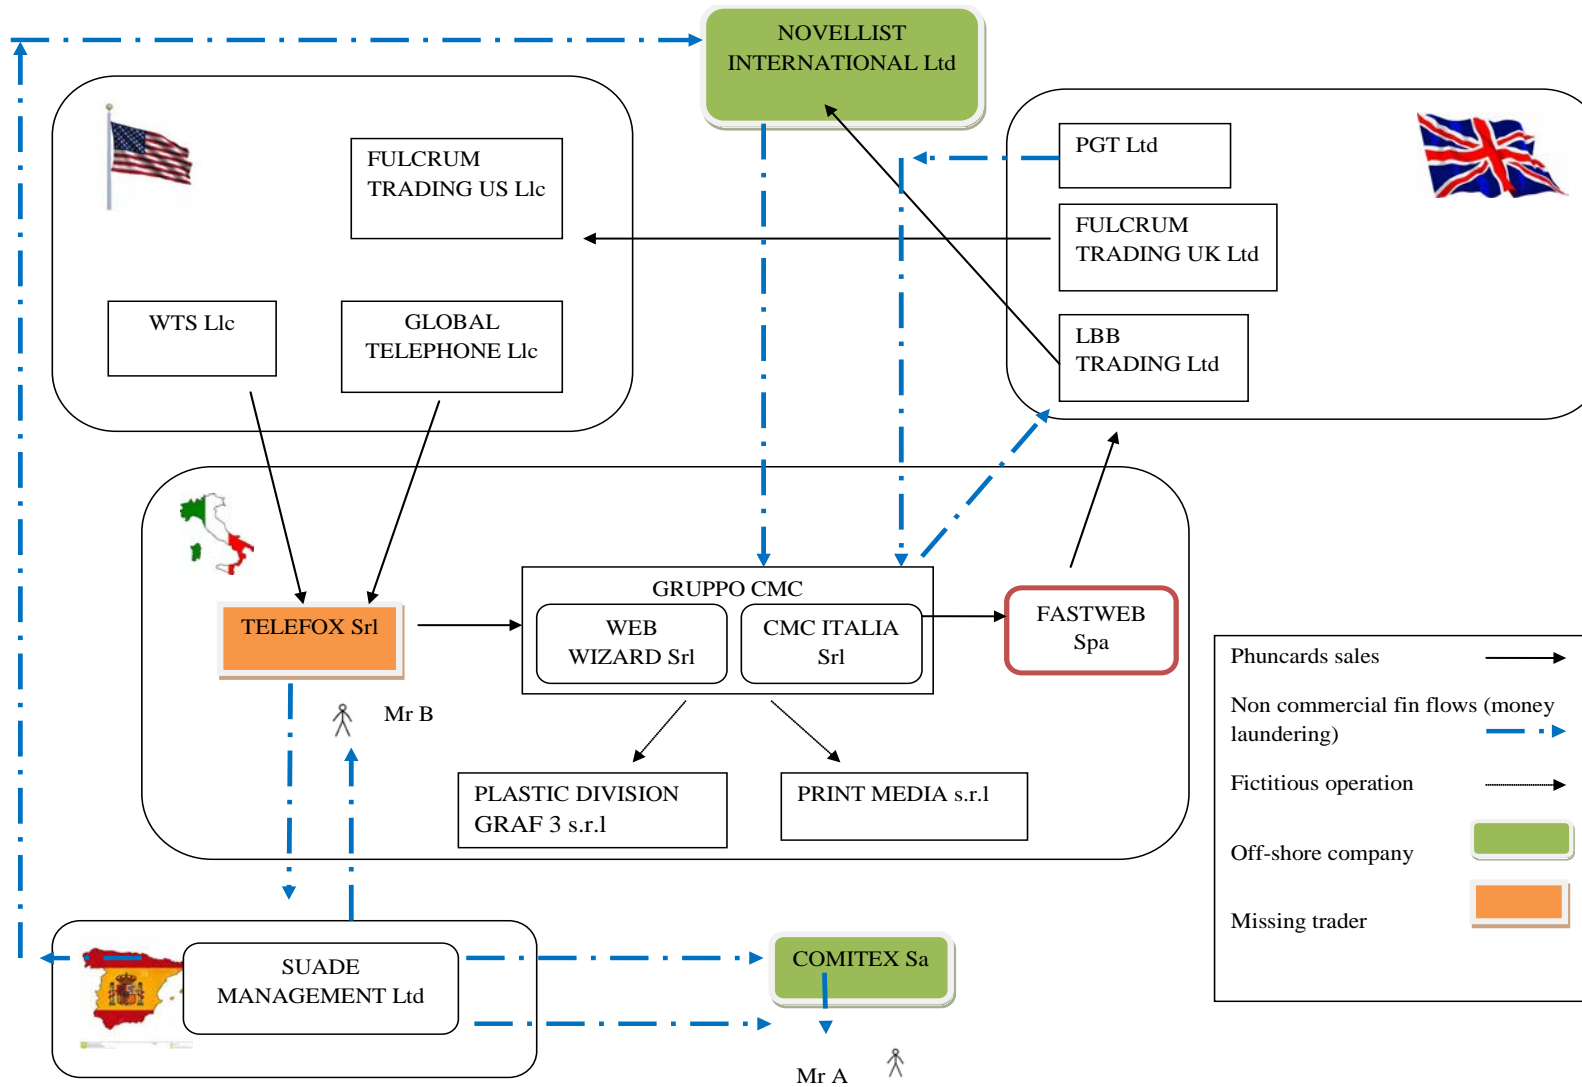 NOVELLIST
INTERNATIONAL Ltd
FULCRUM
TRADING US Llc
WTS Llc
GLOBAL
TELEPHONE Llc
PGT Ltd
FULCRUM
TRADING UK Ltd
LBB
TRADING Ltd
TELEFOX Srl
GRUPPO CMC
WEB
WIZARD Srl
CMC ITALIA
Srl
FASTWEB
Spa
Mr B
PLASTIC DIVISION
GRAF 3 s.r.l
PRINT MEDIA s.r.l
SUADE
MANAGEMENT Ltd
COMITEX Sa
Mr A
Phuncards sales
Non commercial fin flows (money
laundering)
Fictitious operation
Off-shore company
Missing trader